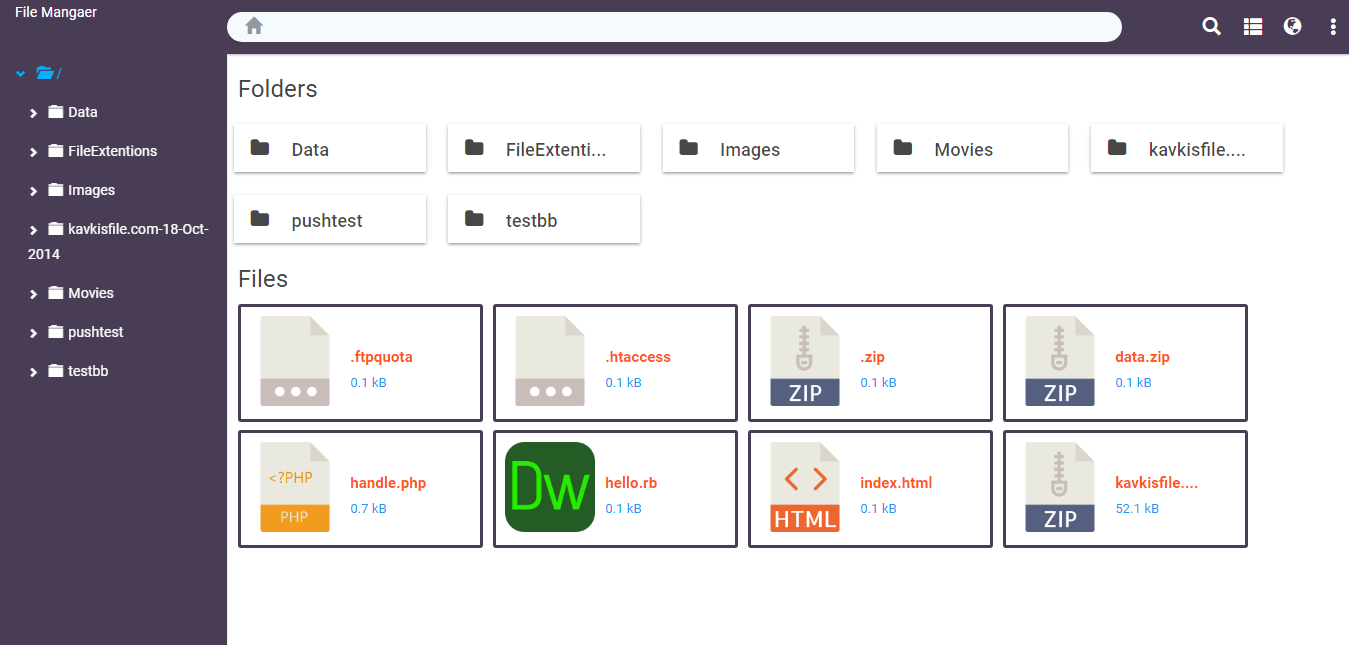 File Mangaer
/
Data
FileExtentions
Images
kavkisfile.com-18-Oct-
2014
Movies
pushtest
testbb
Folders
Data
FileExtenti...
Images
Movies
kavkisfile....
pushtest
testbb
Files
.ftpquota
0.1 kB
.htaccess
0.1 kB
ZIP
.zip
0.1 kB
ZIP
data.zip
0.1 kB
<?PHP
PHP
handle.php
0.7 kB
Dw
hello.rb
0.1 kB
< >
HTML
index.html
0.1 kB
ZIP
kavkisfile....
52.1 kB